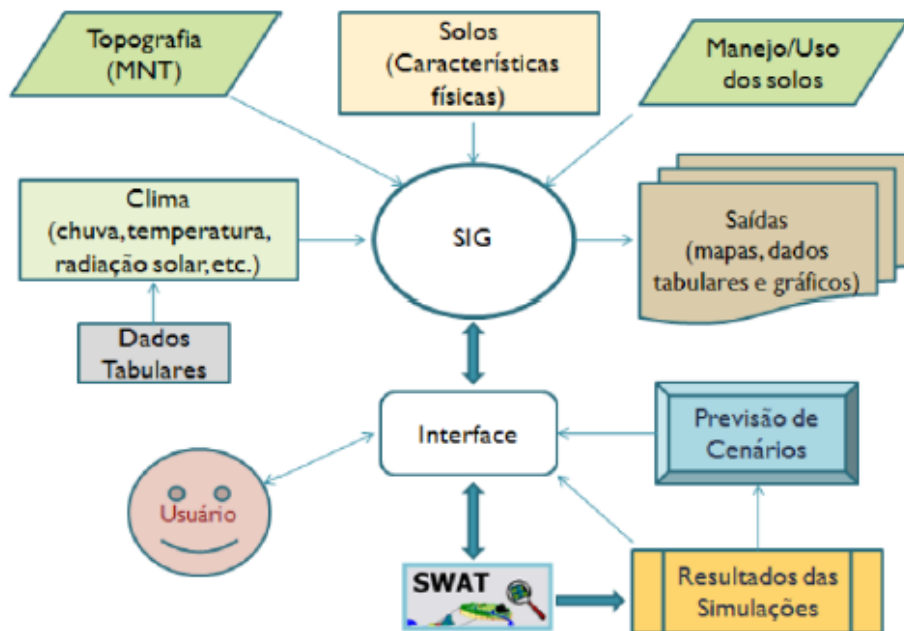 Topografia
(MNT)
Solos
(Características
físicas)
Manejo/Uso
dos solos
Clima
(chuva, temperatura,
radiação solar, etc.)
SIG
Saídas
(mapas, dados
tabulares e gráficos)
Dados
Tabulares
Interface
Previsão de
Cenários
Usuário
SWAT
Resultados das
Simulações